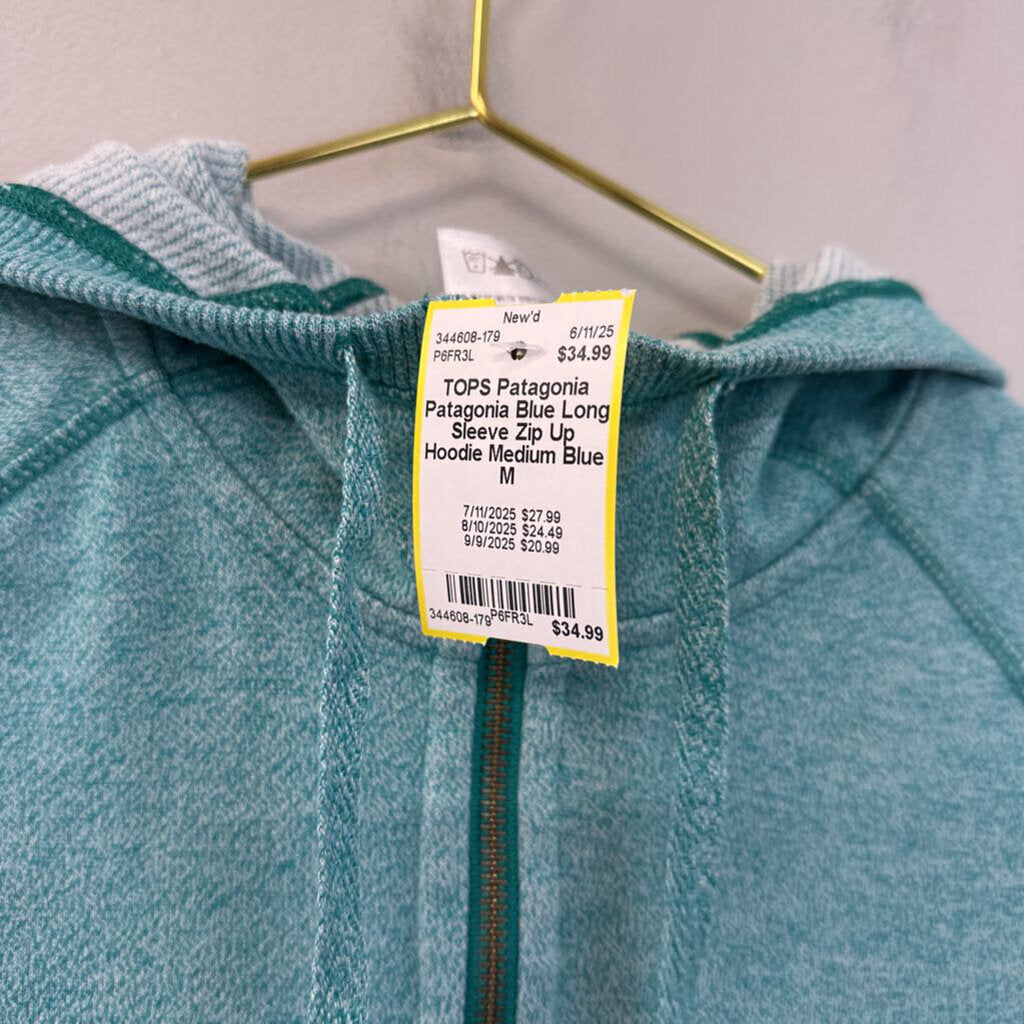 New'd
344608-179 6/11/25
P6FR3L $34.99
TOPS Patagonia
Patagonia Blue Long
Sleeve Zip Up
Hoodie Medium Blue
M
7/11/2025 $27.99
8/10/2025 $24.49
9/9/2025 $20.99
344608-179 P6FR3L $34.99